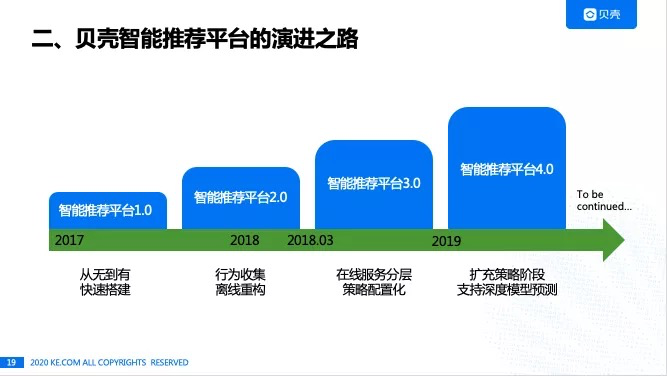 二、贝壳智能推荐平台的演进之路
贝壳
智能推荐平台1.0
智能推荐平台2.0
智能推荐平台3.0
智能推荐平台4.0
To be
continued...
2017
2018
2018.03
2019
从无到有
快速搭建
行为收集
离线重构
在线服务分层
策略配置化
扩充策略阶段
支持深度模型预测
19
2020 KE.COM ALL COPYRIGHTS RESERVED